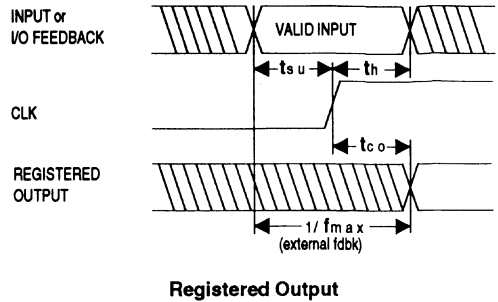 INPUT or
I/O FEEDBACK
VALID INPUT
tsu
th
CLK
tco
REGISTERED
OUTPUT
1/fmax
(external fdbk)
Registered Output